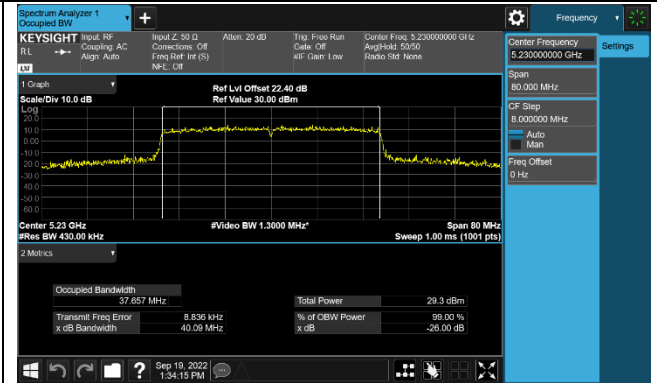 Spectrum Analyzer 1
Occupied BW
Frequency
KEYSIGHT
RL
LXI
Input: RF
Coupling: AC
Align: Auto
Input Z: 50 Ω
Corrections: Off
Freq Ref: Int (S)
NFE: Off
Atten: 20 dB
Trig: Free Run
Gate: Off
#IF Gain: Low
Center Freq: 5.230000000 GHz
Avg|Hold: 50/50
Radio Std: None
Center Frequency
5.230000000 GHz
Settings
Span
80.000 MHz
CF Step
8.000000 MHz
Auto
Man
Freq Offset
0 Hz
1 Graph
Scale/Div 10.0 dB
Ref Lvl Offset 22.40 dB
Ref Value 30.00 dBm
Log
20.0
10.0
0.00
-10.0
-20.0
-30.0
-40.0
-50.0
-60.0
Center 5.23 GHz
#Res BW 430.00 kHz
#Video BW 1.3000 MHz*
Span 80 MHz
Sweep 1.00 ms (1001 pts)
2 Metrics
Occupied Bandwidth
37.657 MHz
Total Power 29.3 dBm
Transmit Freq Error 8.836 kHz
% of OBW Power 99.00 %
x dB Bandwidth 40.09 MHz
x dB -26.00 dB
Sep 19, 2022
1:34:15 PM